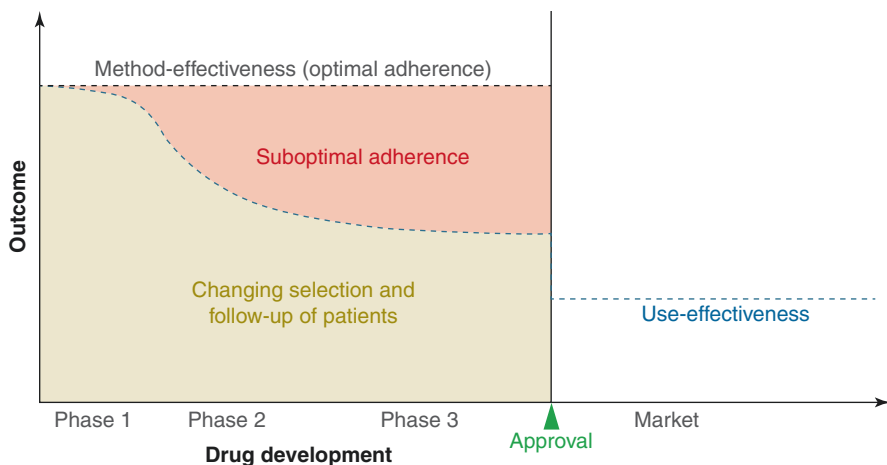 Method-effectiveness (optimal adherence)
Suboptimal adherence
Outcome
Changing selection and
follow-up of patients
Use-effectiveness
Phase 1
Phase 2
Phase 3
Market
Approval
Drug development